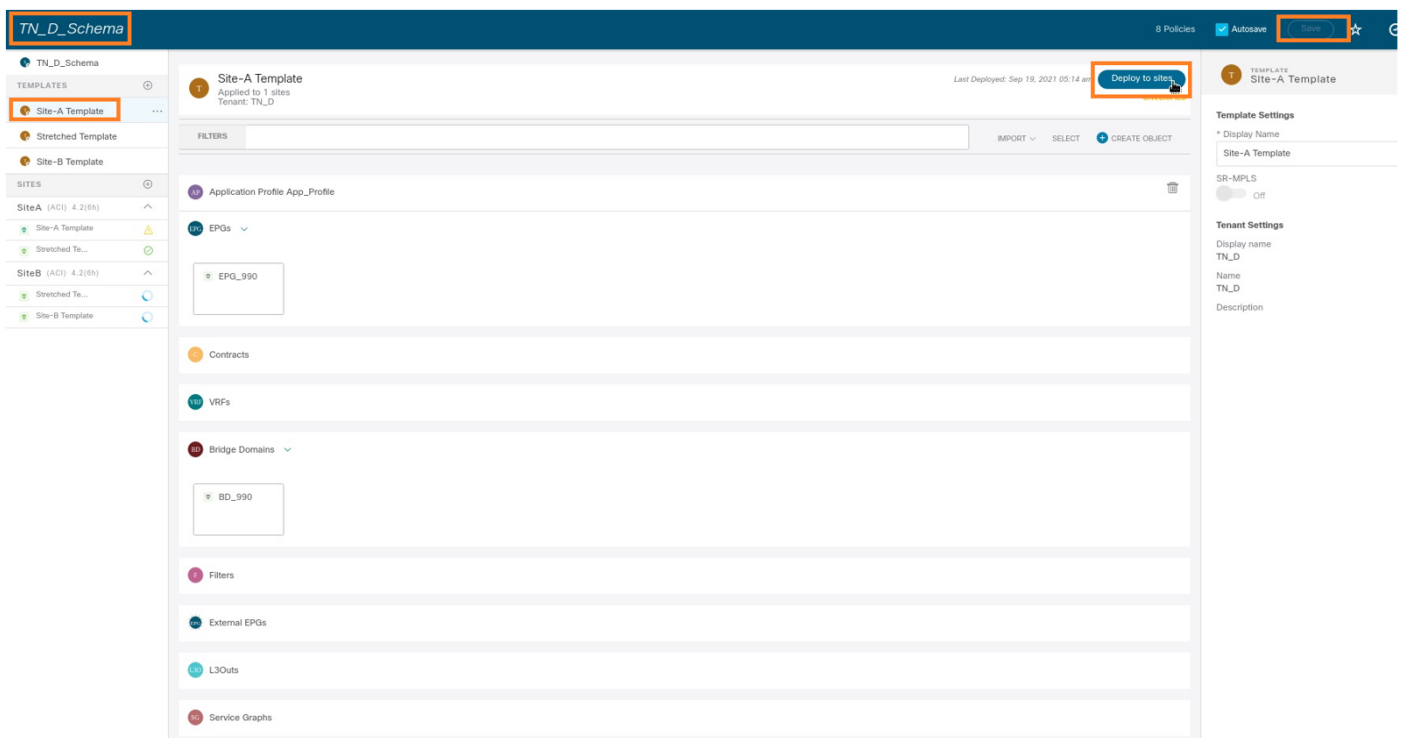 TN_D_Schema
8 Policies
Autosave
Save
TN_D_Schema
TEMPLATES
Site-A Template
Stretched Template
Site-B Template
SITES
SiteA (ACI) 4.2(6h)
Site-A Template
Stretched Te...
SiteB (ACI) 4.2(6h)
Stretched Te...
Site-B Template
T
Site-A Template
Applied to 1 sites
Tenant: TN_D
Last Deployed: Sep 19, 2021 05:14 am
Deploy to sites
FILTERS
IMPORT
SELECT
CREATE OBJECT
AP Application Profile App_Profile
EPG EPGs
EPG_990
C Contracts
VRF VRFs
BD Bridge Domains
BD_990
F Filters
EPG External EPGs
L3O L3Outs
SG Service Graphs
T
TEMPLATE
Site-A Template
Template Settings
* Display Name
Site-A Template
SR-MPLS
Off
Tenant Settings
Display name
TN_D
Name
TN_D
Description